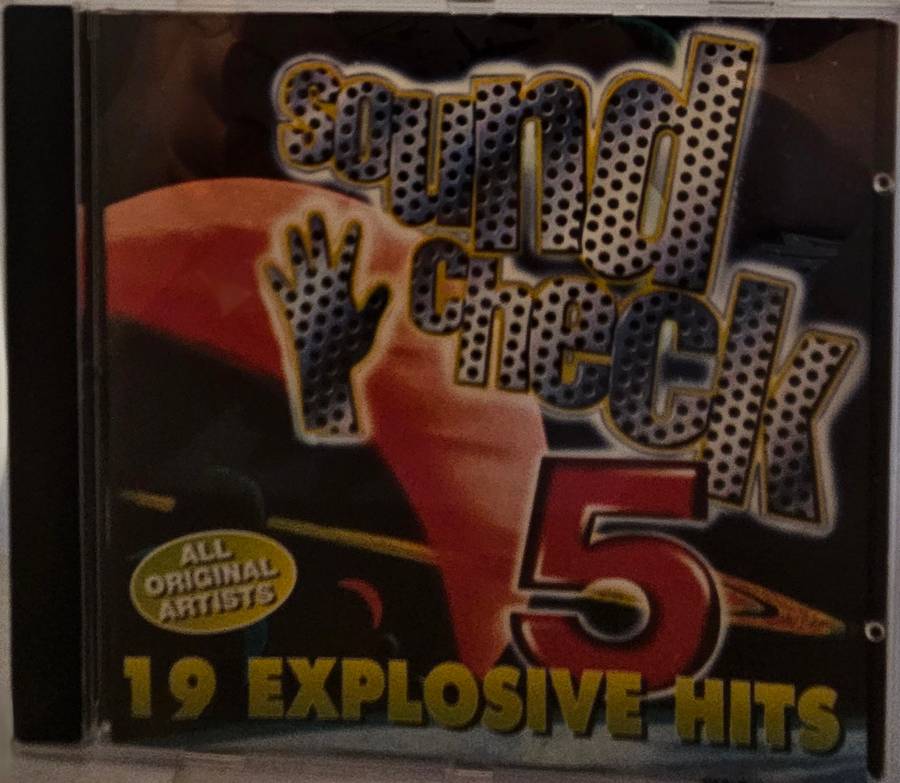 sound
check
5
ALL
ORIGINAL
ARTISTS
19 EXPLOSIVE HITS